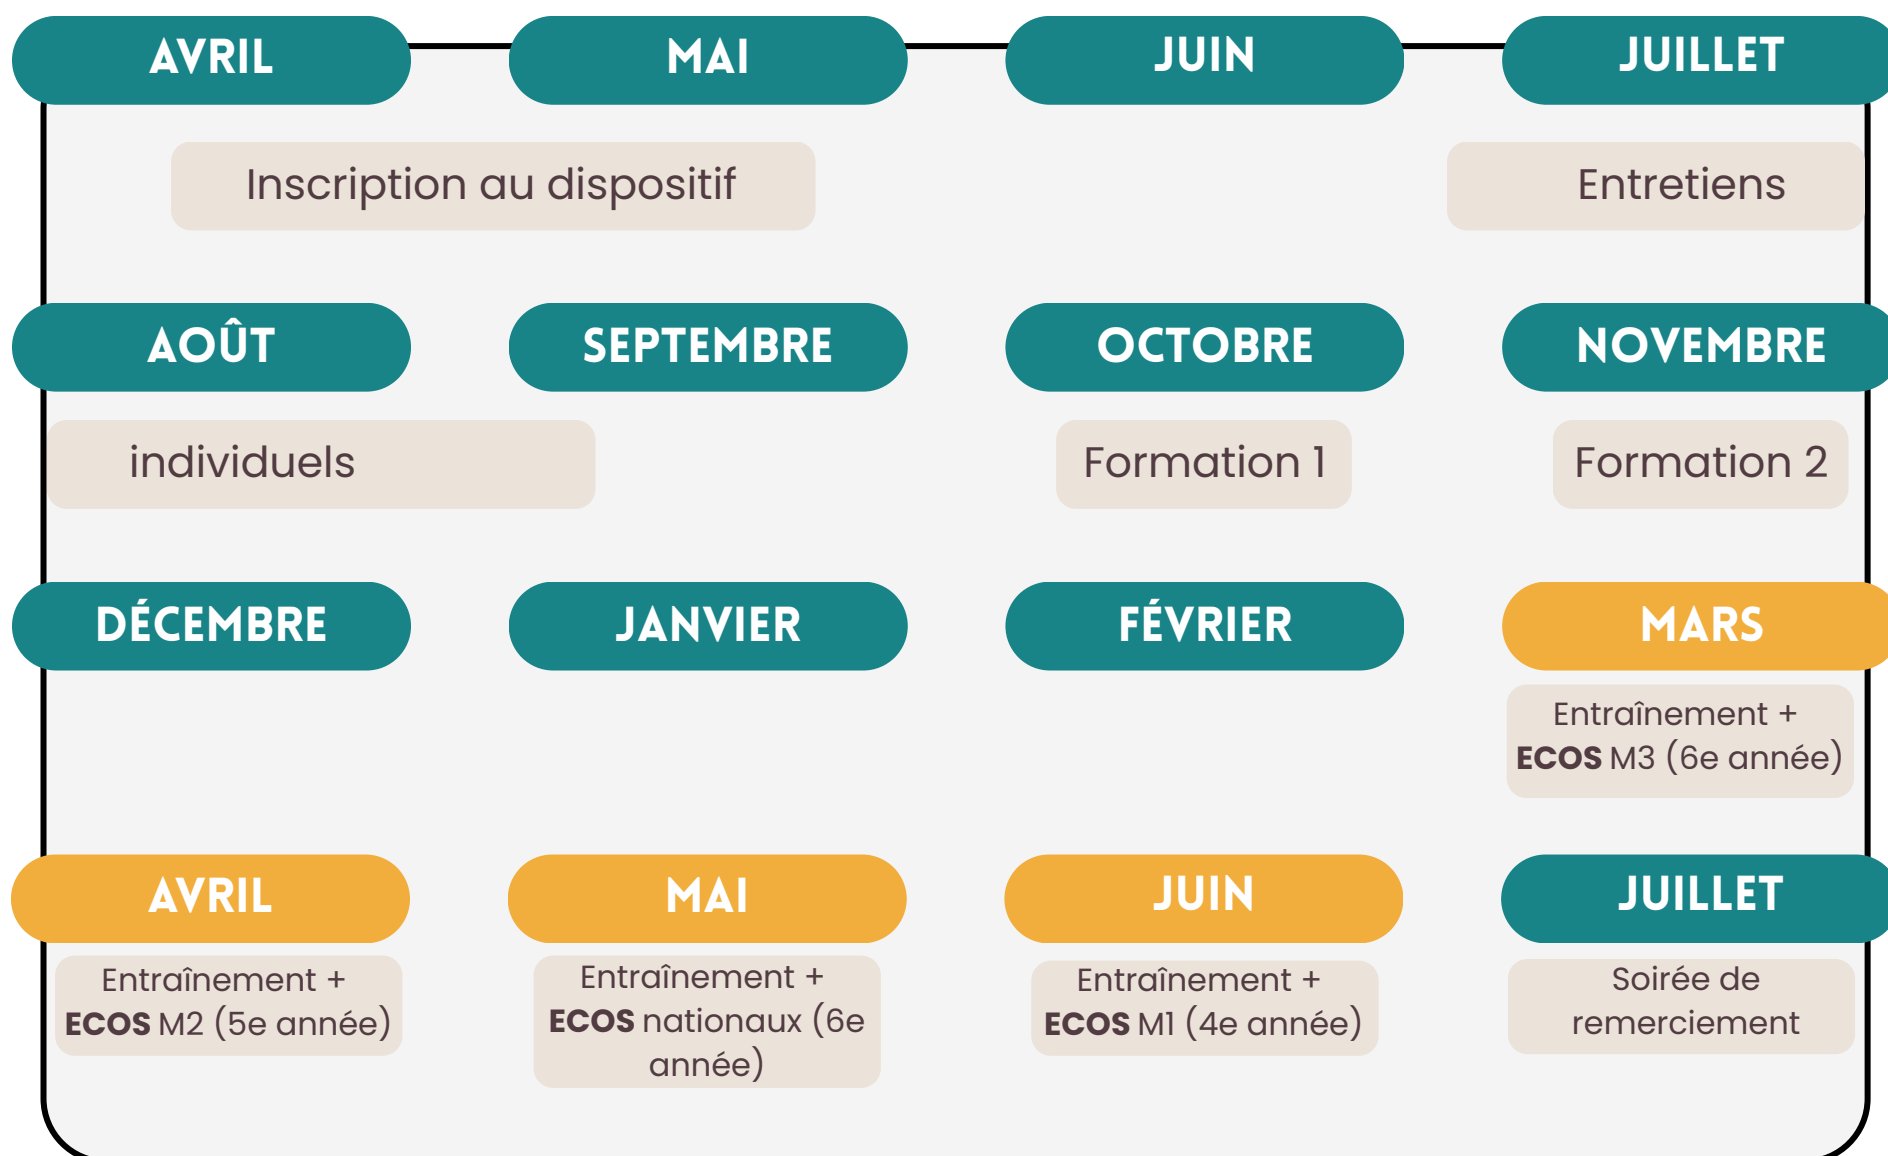 AVRIL MAI JUIN JUILLET
Inscription au dispositif Entretiens
AOÛT SEPTEMBRE OCTOBRE NOVEMBRE
individuels Formation 1 Formation 2
DÉCEMBRE JANVIER FÉVRIER MARS
Entraînement +
ECOS M3 (6e année)
AVRIL MAI JUIN JUILLET
Entraînement +
ECOS M2 (5e année)
Entraînement +
ECOS nationaux (6e
année)
Entraînement +
ECOS M1 (4e année)
Soirée de
remerciement